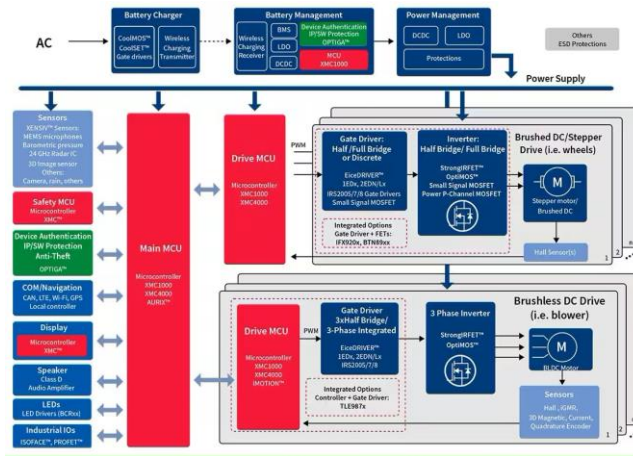 AC
Battery Charger
CoolMOS™
CoolSET™
Gate drivers
Wireless
Charging
Transmitter
Battery Management
Wireless
Charging
Receiver
BMS
LDO
DCDC
Device Authentication
IP/SW Protection
OPTIGA™
MCU
XMC1000
Power Management
DCDC
LDO
Protections
Others
ESD Protections
Power Supply
Sensors
XENSIV™ Sensors:
MEMS microphones
Barometric pressure
24 GHz Radar IC
3D Image sensor
Others:
Camera, rain, others
Safety MCU
Microcontroller
XMC™
Device Authentication
IP/SW Protection
Anti-Theft
OPTIGA™
COM/Navigation
CAN, LTE, Wi-Fi, GPS
Local controller
Display
Microcontroller
XMC™
Speaker
Class D
Audio Amplifier
LEDs
LED Drivers (BCRxx)
Industrial IOs
ISOFACE™, PROFET™
Main MCU
Microcontroller
XMC1000
XMC4000
AURIX™
Drive MCU
Microcontroller
XMC1000
XMC4000
PWM
Gate Driver:
Half /Full Bridge
or Discrete
EiceDRIVER™
1EDx, 2EDN/Lx
IRS2005/7/8 Gate Drivers
Small Signal MOSFET
Integrated Options
Gate Driver + FETs:
IFX920x, BTN89xx
Inverter:
Half Bridge/ Full Bridge
StrongIRFET™
OptiMOS™
Small Signal MOSFET
Power P-Channel MOSFET
Brushed DC/Stepper
Drive (i.e. wheels)
M
Stepper motor/
Brushed DC
Hall Sensor(s)
1
2
n
Drive MCU
Microcontroller
XMC1000
XMC4000
iMOTION™
PWM
Gate Driver
3xHalf Bridge/
3-Phase Integrated
EiceDRIVER™
1EDx, 2EDN/Lx
IRS2005/7/8
Integrated Options
Controller + Gate Driver:
TLE987x
3 Phase Inverter
StrongIRFET™
OptiMOS™
Brushless DC Drive
(i.e. blower)
M
BLDC Motor
Sensors
Hall, iGMR,
3D Magnetic, Current,
Quadrature Encoder
1
2